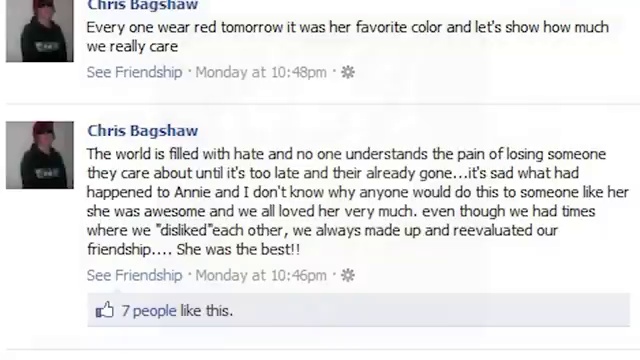 Chris Bagshaw
Every one wear red tomorrow it was her favorite color and let's show how much
we really care
See Friendship · Monday at 10:48pm ·
Chris Bagshaw
The world is filled with hate and no one understands the pain of losing someone
they care about until it's too late and their already gone...it's sad what had
happened to Annie and I don't know why anyone would do this to someone like her
she was awesome and we all loved her very much. even though we had times
where we "disliked"each other, we always made up and reevaluated our
friendship.... She was the best!!
See Friendship · Monday at 10:46pm ·
7 people like this.